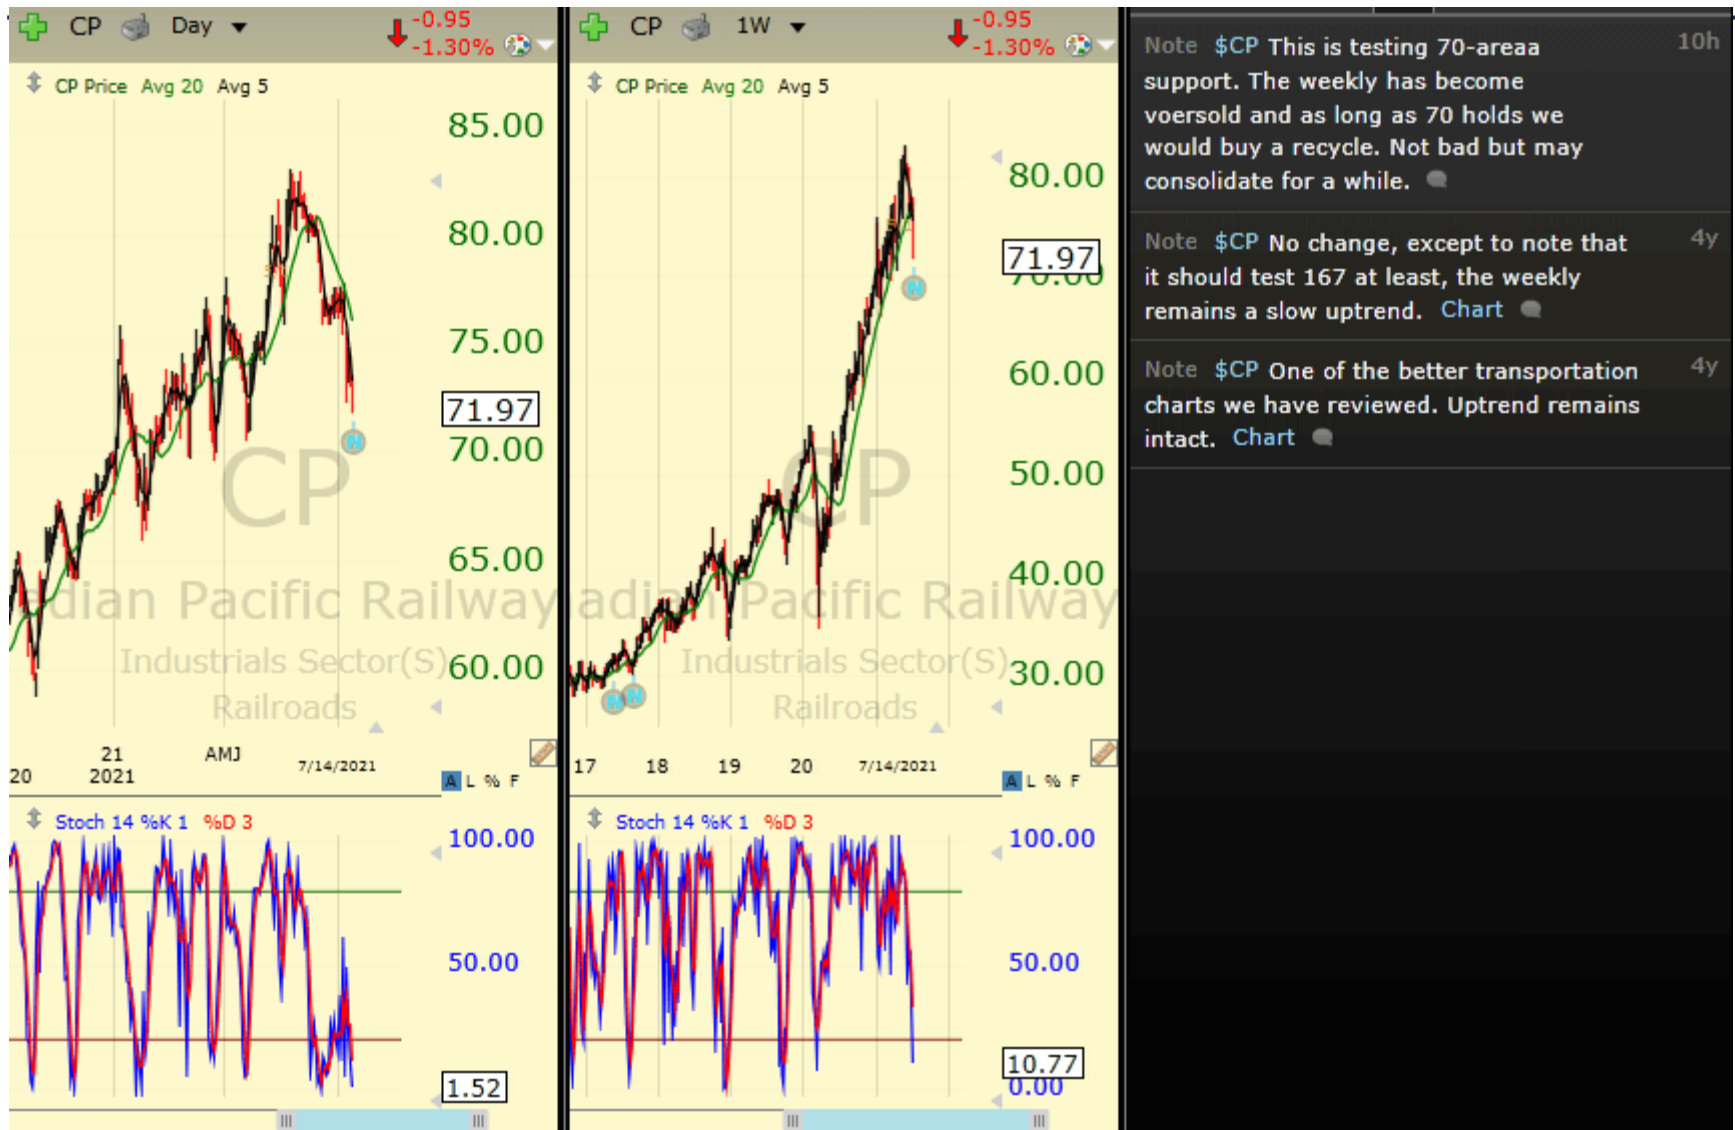 CP Day
-0.95
-1.30%
CP Price Avg 20 Avg 5
85.00
80.00
75.00
71.97
70.00
65.00
60.00
CP
adian Pacific Railway
Industrials Sector(S)
Railroads
20
21
2021
AMJ
7/14/2021
A L % F
Stoch 14 %K 1 %D 3
100.00
50.00
1.52
N
CP 1W
-0.95
-1.30%
CP Price Avg 20 Avg 5
80.00
71.97
70.00
60.00
50.00
40.00
30.00
CP
adian Pacific Railway
Industrials Sector(S)
Railroads
N
N N
17 18 19 20 7/14/2021
A L % F
Stoch 14 %K 1 %D 3
100.00
50.00
10.77
0.00
Note $CP This is testing 70-areaa 10h
support. The weekly has become
voersold and as long as 70 holds we
would buy a recycle. Not bad but may
consolidate for a while.
Note $CP No change, except to note that 4y
it should test 167 at least, the weekly
remains a slow uptrend. Chart
Note $CP One of the better transportation 4y
charts we have reviewed. Uptrend remains
intact. Chart